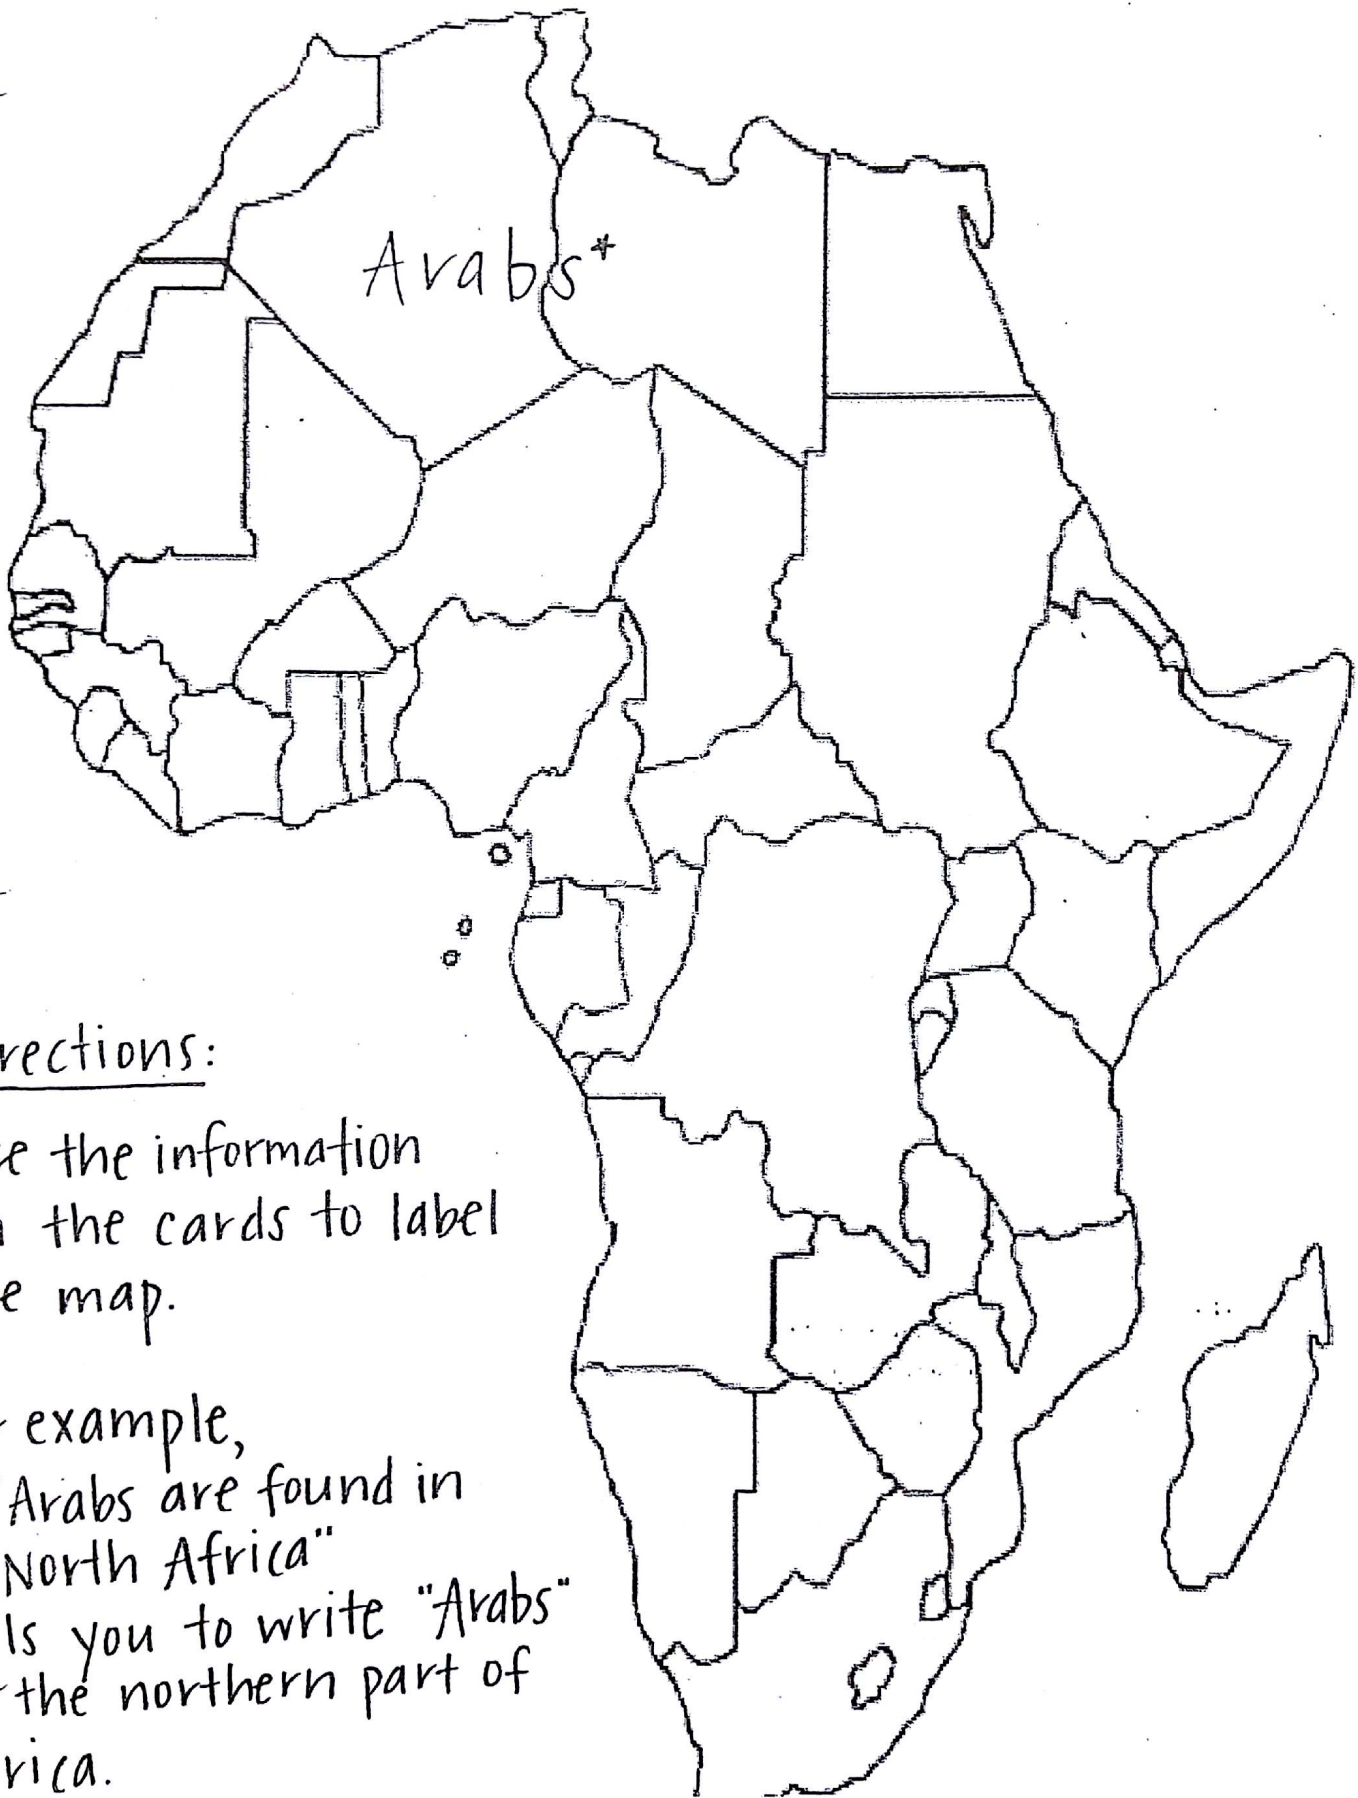 Arabs*
rections:
e the information
the cards to label
e map.
example,
Arabs are found in
North Africa"
ls you to write "Arabs"
the northern part of
rica.